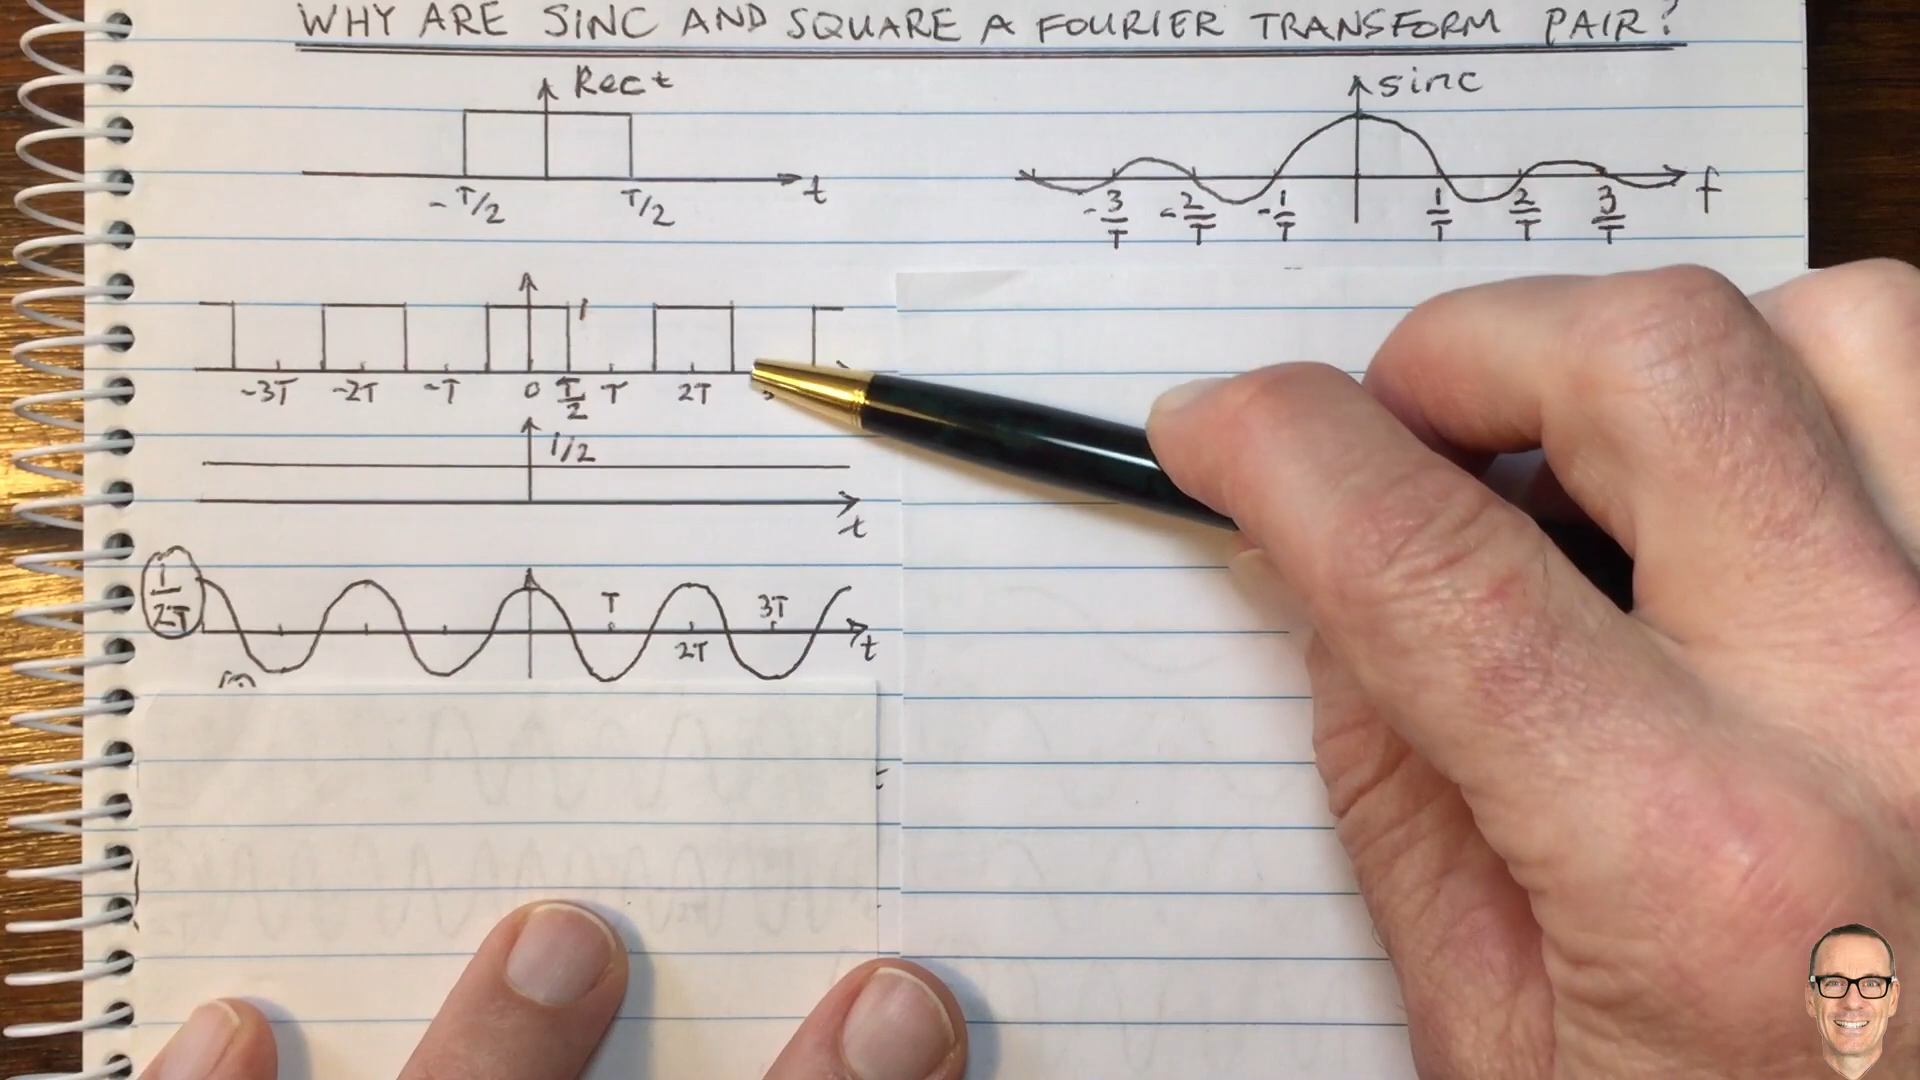 WHY ARE SINC AND SQUARE A FOURIER TRANSFORM PAIR?
Rect
-T/2 T/2 t
sinc
-3/T -2/T -1/T 1/T 2/T 3/T f
1
-3T -2T -T 0 T/2 T 2T
1/2
t
1/2T
T 2T 3T t